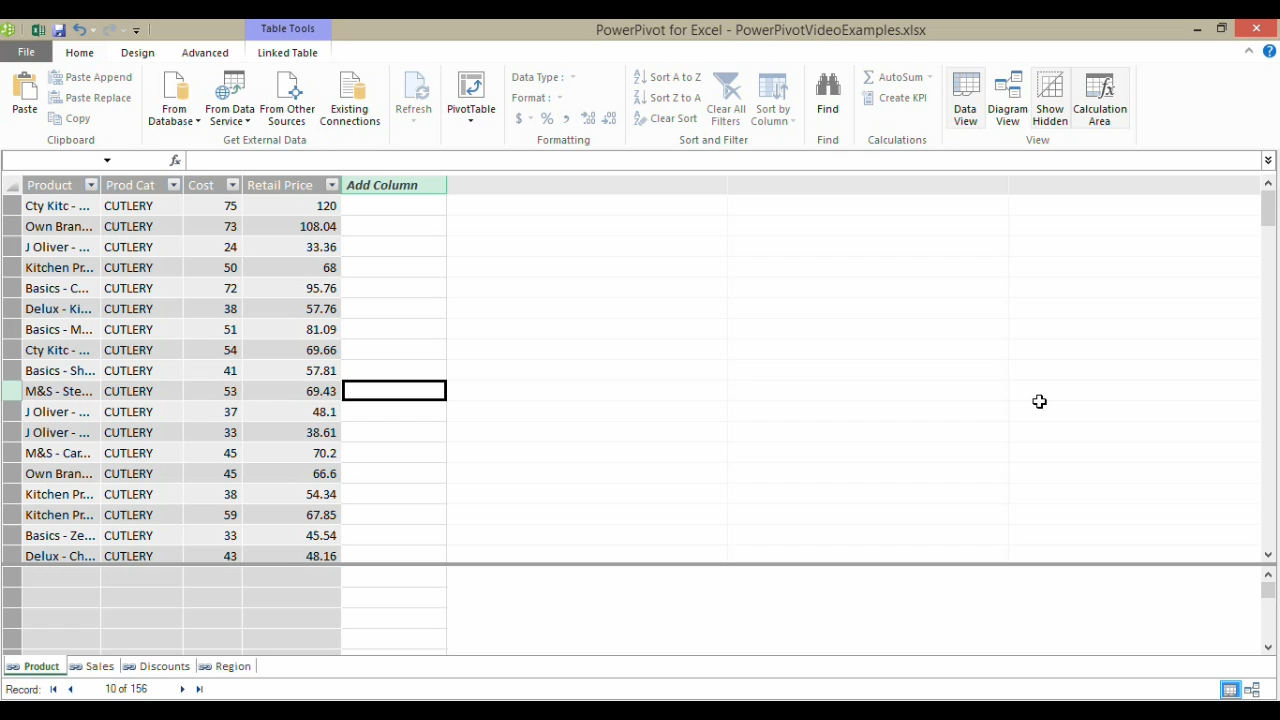 Table Tools
PowerPivot for Excel - PowerPivotVideoExamples.xlsx
File Home Design Advanced Linked Table
Paste
Paste Append
Paste Replace
Copy
Clipboard
From Database
From Data Service
From Other Sources
Existing Connections
Get External Data
Refresh
PivotTable
Data Type :
Format :
$ % ,
Formatting
Sort A to Z
Sort Z to A
Clear Sort
Clear All Filters
Sort by Column
Sort and Filter
Find
Find
AutoSum
Create KPI
Calculations
Data View
Diagram View
Show Hidden
Calculation Area
View
fx
Product Prod Cat Cost Retail Price Add Column
Cty Kitc - ... CUTLERY 75 120
Own Bran... CUTLERY 73 108.04
J Oliver - ... CUTLERY 24 33.36
Kitchen Pr... CUTLERY 50 68
Basics - C... CUTLERY 72 95.76
Delux - Ki... CUTLERY 38 57.76
Basics - M... CUTLERY 51 81.09
Cty Kitc - ... CUTLERY 54 69.66
Basics - Sh... CUTLERY 41 57.81
M&S - Ste... CUTLERY 53 69.43
J Oliver - ... CUTLERY 37 48.1
J Oliver - ... CUTLERY 33 38.61
M&S - Car... CUTLERY 45 70.2
Own Bran... CUTLERY 45 66.6
Kitchen Pr... CUTLERY 38 54.34
Kitchen Pr... CUTLERY 59 67.85
Basics - Ze... CUTLERY 33 45.54
Delux - Ch... CUTLERY 43 48.16
Product Sales Discounts Region
Record: 10 of 156